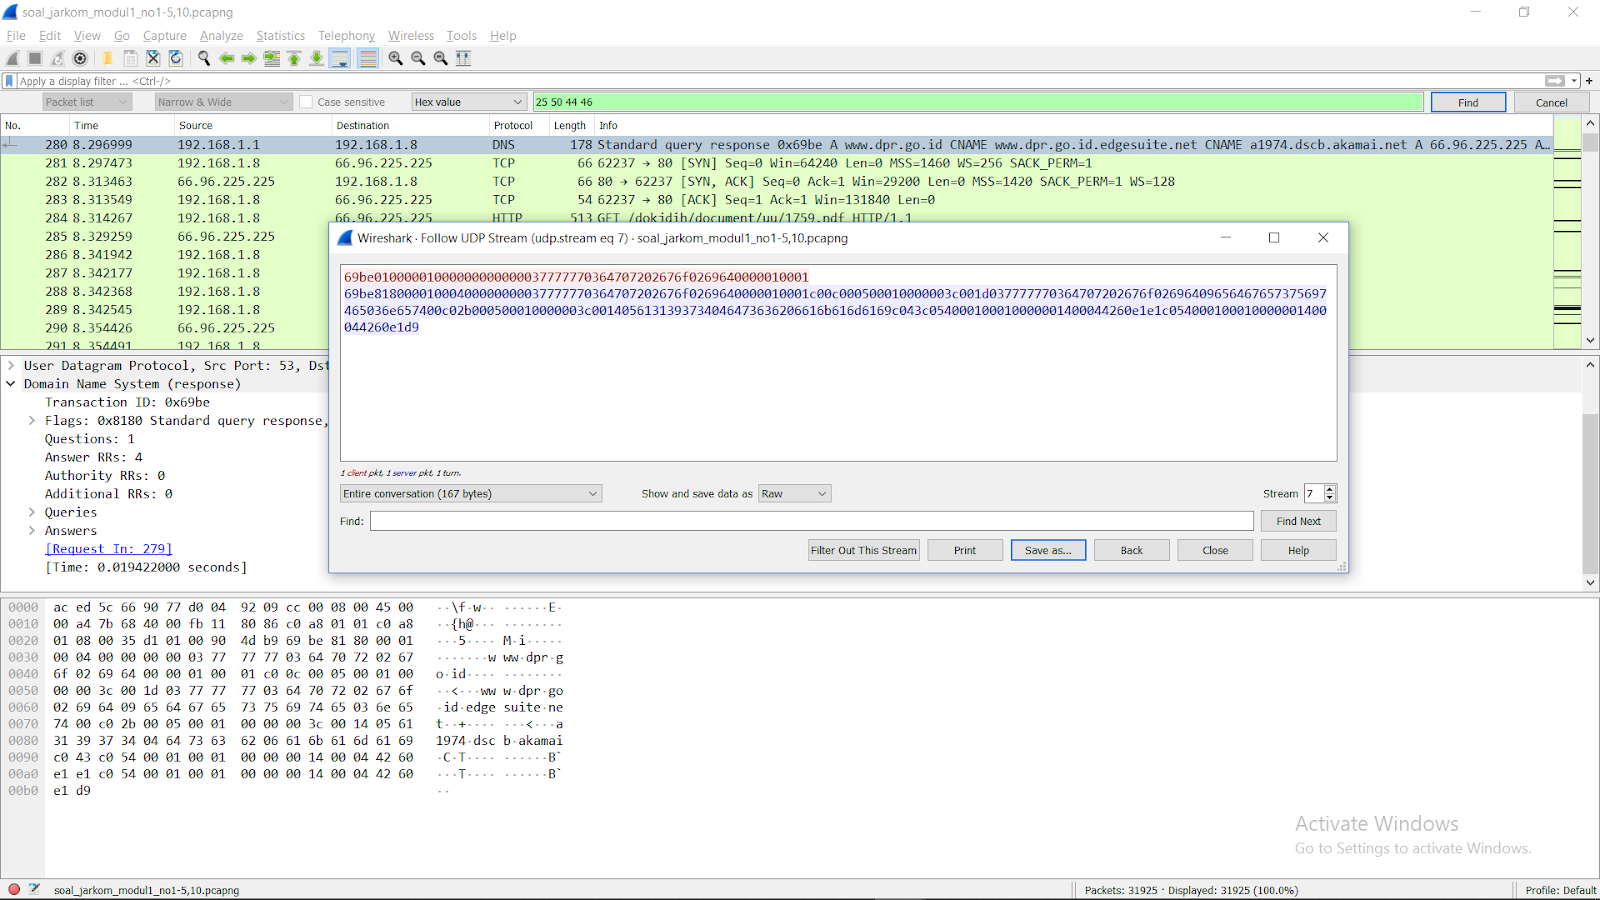 soal_jarkom_modul1_no1-5,10.pcapng
File Edit View Go Capture Analyze Statistics Telephony Wireless Tools Help
Apply a display filter ... <Ctrl-/>
Packet list Narrow & Wide Case sensitive Hex value 25 50 44 46 Find Cancel
No. Time Source Destination Protocol Length Info
280 8.296999 192.168.1.1 192.168.1.8 DNS 178 Standard query response 0x69be A www.dpr.go.id CNAME www.dpr.go.id.edgesuite.net CNAME a1974.dscb.akamai.net A 66.96.225.225 A...
281 8.297473 192.168.1.8 66.96.225.225 TCP 66 62237 → 80 [SYN] Seq=0 Win=64240 Len=0 MSS=1460 WS=256 SACK_PERM=1
282 8.313463 66.96.225.225 192.168.1.8 TCP 66 80 → 62237 [SYN, ACK] Seq=0 Ack=1 Win=29200 Len=0 MSS=1420 SACK_PERM=1 WS=128
283 8.313549 192.168.1.8 66.96.225.225 TCP 54 62237 → 80 [ACK] Seq=1 Ack=1 Win=131840 Len=0
284 8.314267 192.168.1.8 66.96.225.225 HTTP 513 GET /dokidih/document/uu/1759.pdf HTTP/1.1
285 8.329259 66.96.225.225
286 8.341942 192.168.1.8
287 8.342177 192.168.1.8
288 8.342368 192.168.1.8
289 8.342545 192.168.1.8
290 8.354426 66.96.225.225
291 8.354491 192.168.1.8
Wireshark · Follow UDP Stream (udp.stream eq 7) · soal_jarkom_modul1_no1-5,10.pcapng
69be01000001000000000000037777770364707202676f0269640000010001
69be81800001000400000000037777770364707202676f0269640000010001c00c000500010000003c001d037777770364707202676f02696409656467657375697
465036e657400c02b000500010000003c0014056131393734046473636206616b616d6169c043c054000100010000001400044260e1e1c054000100010000001400
044260e1d9
1 client pkt, 1 server pkt, 1 turn.
Entire conversation (167 bytes) Show and save data as Raw Stream 7
Find: Find Next
Filter Out This Stream Print Save as... Back Close Help
User Datagram Protocol, Src Port: 53, Dst
Domain Name System (response)
Transaction ID: 0x69be
Flags: 0x8180 Standard query response,
Questions: 1
Answer RRs: 4
Authority RRs: 0
Additional RRs: 0
Queries
Answers
[Request In: 279]
[Time: 0.019422000 seconds]
0000 ac ed 5c 66 90 77 d0 04 92 09 cc 00 08 00 45 00 ··\f·w·· ······E·
0010 00 a4 7b 68 40 00 fb 11 80 86 c0 a8 01 01 c0 a8 ··{h@··· ········
0020 01 08 00 35 d1 01 00 90 4d b9 69 be 81 80 00 01 ···5···· M·i·····
0030 00 04 00 00 00 00 03 77 77 77 03 64 70 72 02 67 ·······w ww·dpr·g
0040 6f 02 69 64 00 00 01 00 01 c0 0c 00 05 00 01 00 o·id···· ········
0050 00 00 3c 00 1d 03 77 77 77 03 64 70 72 02 67 6f ··<···ww w·dpr·go
0060 02 69 64 09 65 64 67 65 73 75 69 74 65 03 6e 65 ·id·edge suite·ne
0070 74 00 c0 2b 00 05 00 01 00 00 00 3c 00 14 05 61 t··+···· ···<···a
0080 31 39 37 34 04 64 73 63 62 06 61 6b 61 6d 61 69 1974·dsc b·akamai
0090 c0 43 c0 54 00 01 00 01 00 00 00 14 00 04 42 60 ·C·T···· ······B`
00a0 e1 e1 c0 54 00 01 00 01 00 00 00 14 00 04 42 60 ···T···· ······B`
00b0 e1 d9 ··
Activate Windows
Go to Settings to activate Windows.
soal_jarkom_modul1_no1-5,10.pcapng Packets: 31925 · Displayed: 31925 (100.0%) Profile: Default